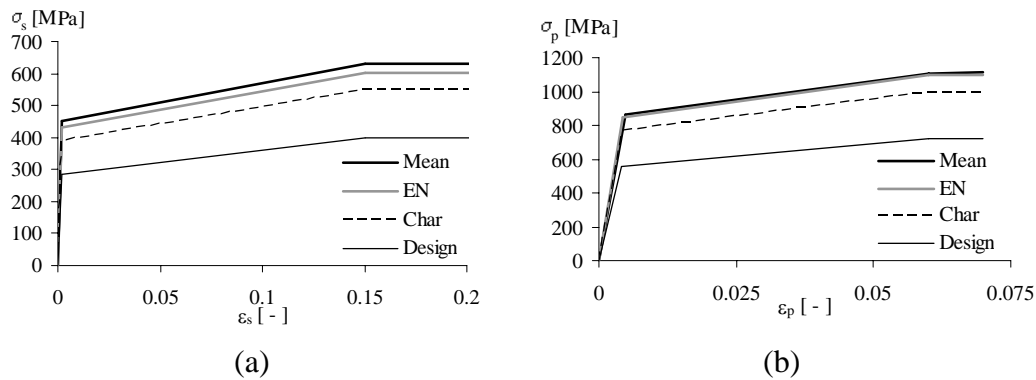 σs [MPa]
700
600
500
400
300
200
100
0
Mean
EN
Char
Design
0 0.05 0.1 0.15 0.2
εs [ - ]
(a)
σp [MPa]
1200
1000
800
600
400
200
0
Mean
EN
Char
Design
0 0.025 0.05 0.075
εp [ - ]
(b)